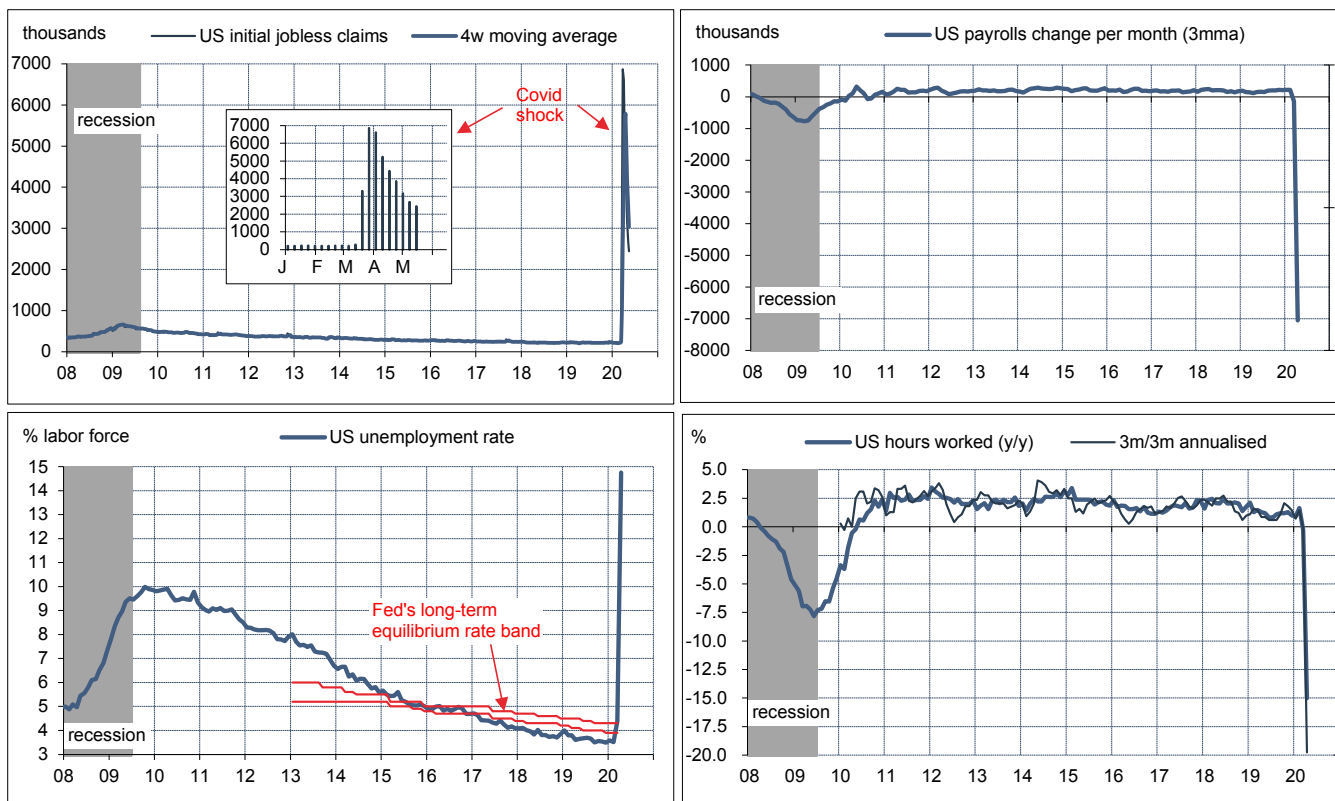 thousands
US initial jobless claims
4w moving average
7000
6000
5000
4000
3000
2000
1000
0
recession
Covid
shock
7000
6000
5000
4000
3000
2000
1000
0
J F M A M
08 09 10 11 12 13 14 15 16 17 18 19 20
thousands
US payrolls change per month (3mma)
1000
0
-1000
-2000
-3000
-4000
-5000
-6000
-7000
-8000
recession
08 09 10 11 12 13 14 15 16 17 18 19 20
% labor force
US unemployment rate
15
14
13
12
11
10
9
8
7
6
5
4
3
Fed's long-term
equilibrium rate band
recession
08 09 10 11 12 13 14 15 16 17 18 19 20
%
US hours worked (y/y)
3m/3m annualised
5.0
2.5
0.0
-2.5
-5.0
-7.5
-10.0
-12.5
-15.0
-17.5
-20.0
recession
08 09 10 11 12 13 14 15 16 17 18 19 20